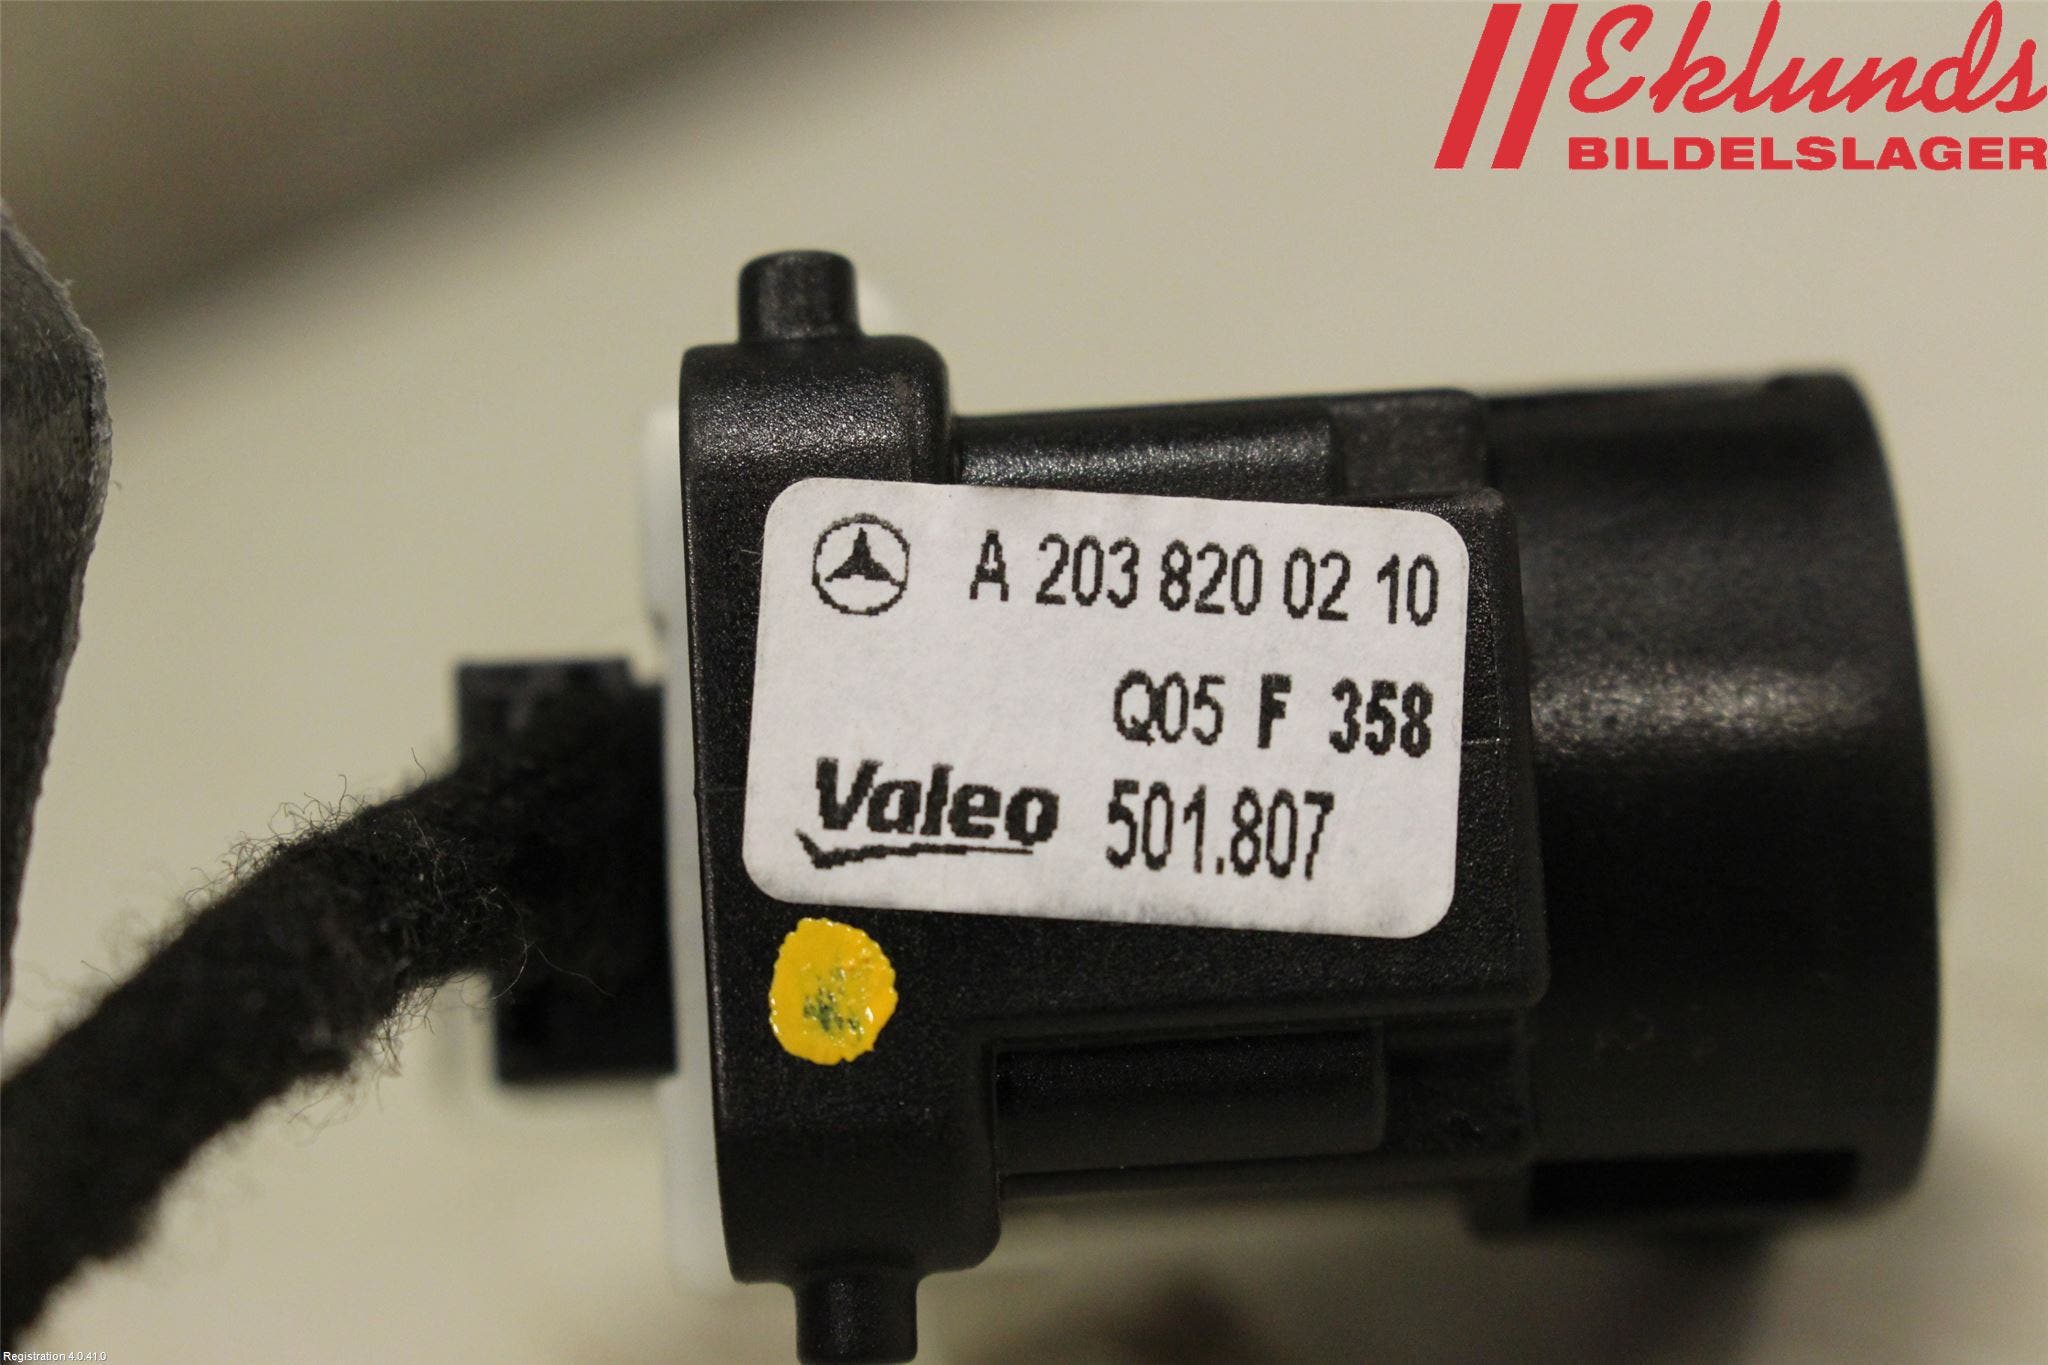 Eklunds
BILDELSLAGER
A 203 820 02 10
Q05 F 358
Valeo 501.807
Registration 4.0.41.0